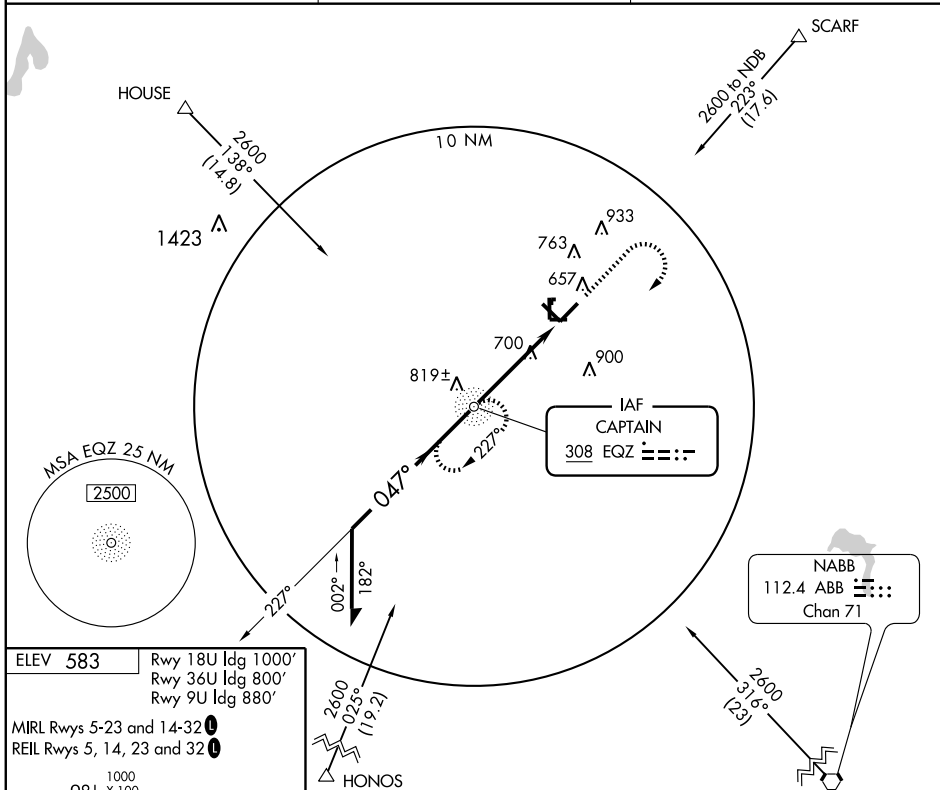 SCARF
2600 to NDB
223°
(17.6)
HOUSE
2600
138°
(14.8)
10 NM
1423
933
763
657
700
900
819±
IAF
CAPTAIN
308 EQZ
227°
047°
MSA EQZ 25 NM
2500
002°
182°
227°
NABB
112.4 ABB
Chan 71
2600
316°
(23)
2600
025°
(19.2)
HONOS
ELEV 583
Rwy 18U ldg 1000'
Rwy 36U ldg 800'
Rwy 9U ldg 880'
MIRL Rwys 5-23 and 14-32 L
REIL Rwys 5, 14, 23 and 32 L
1000
X 100